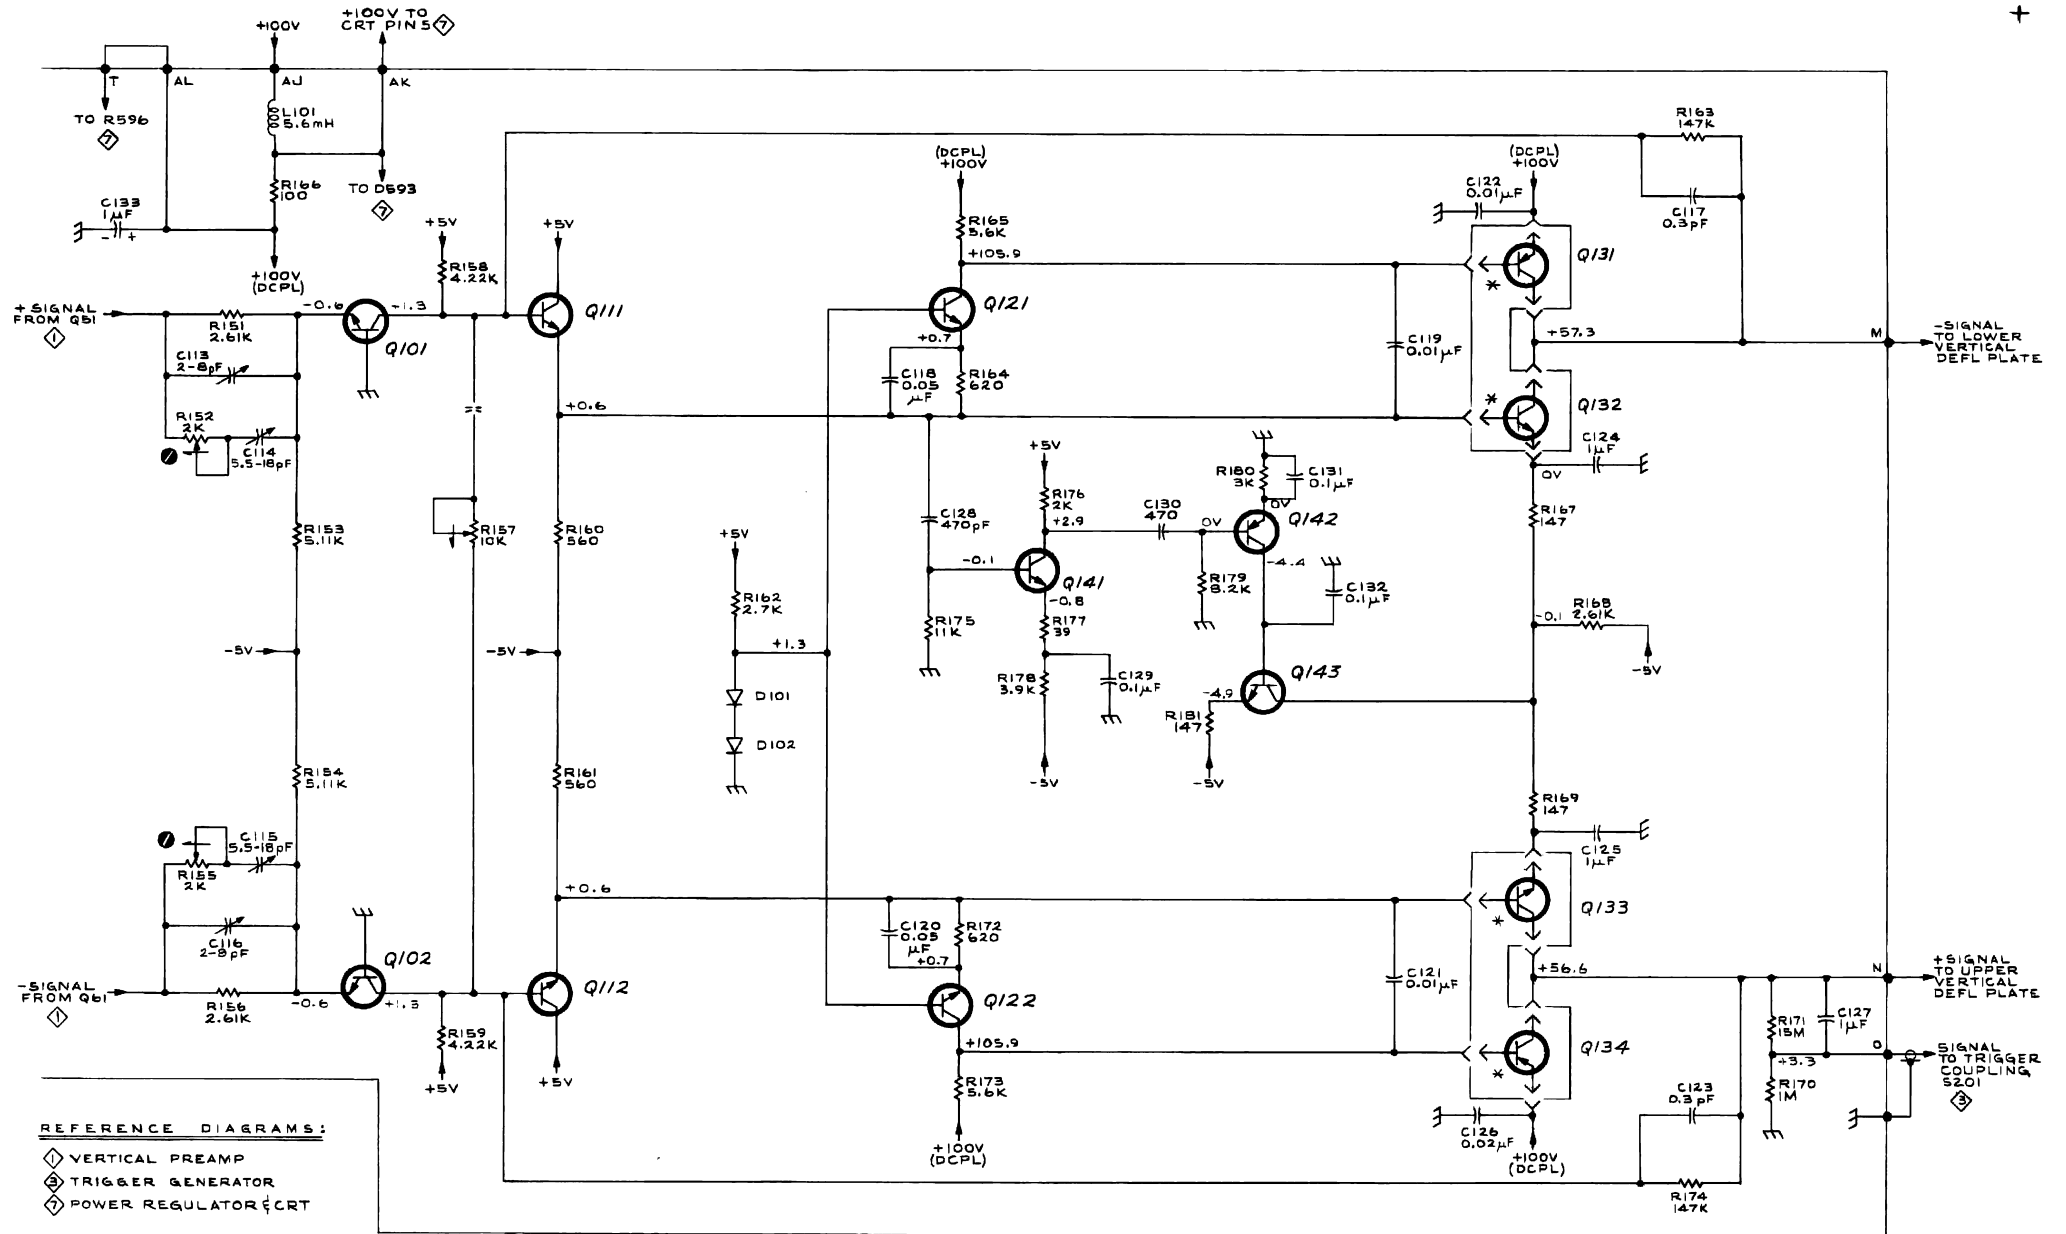 +100V
+100V TO
CRT PIN 5 7
T
AL
AJ
AK
TO R596
7
L101
5.6mH
R166
100
TO D593
7
C133
1µF
- +
+100V
(DCPL)
+5V
R158
4.22K
+5V
+ SIGNAL
FROM Q51
1
R151
2.61K
-0.6
+1.3
Q101
Q111
C113
2-8pF
R152
2K
C114
5.5-18pF
R153
5.11K
R157
10K
R160
560
+0.6
-5V
-5V
R154
5.11K
R161
560
C115
5.5-18pF
R155
2K
C116
2-8pF
Q102
-SIGNAL
FROM Q61
1
R156
2.61K
-0.6
+1.3
Q112
R159
4.22K
+5V
+5V
+0.6
(DCPL)
+100V
R165
5.6K
+105.9
Q121
+0.7
C118
0.05
µF
R164
620
+5V
R162
2.7K
+1.3
D101
D102
C128
470pF
-0.1
R175
11K
+5V
R176
2K
+2.9
Q141
-0.8
R177
39
R178
3.9K
C129
0.1µF
-5V
C130
470
0V
R179
8.2K
R180
3K
C131
0.1µF
0V
Q142
-4.4
C132
0.1µF
Q143
-4.9
R181
147
-5V
C120
0.05
µF
R172
620
+0.7
Q122
+105.9
R173
5.6K
+100V
(DCPL)
C119
0.01µF
C121
0.01µF
(DCPL)
+100V
C122
0.01µF
Q131
*
+57.3
*
Q132
C124
1µF
0V
R167
147
-0.1
R168
2.61K
-5V
R169
147
C125
1µF
Q133
*
+56.6
Q134
*
C126
0.02µF
+100V
(DCPL)
R163
147K
C117
0.3pF
M
-SIGNAL
TO LOWER
VERTICAL
DEFL PLATE
N
+SIGNAL
TO UPPER
VERTICAL
DEFL PLATE
R171
15M
C127
1µF
+3.3
O
SIGNAL
TO TRIGGER
COUPLING,
S201
3
R170
1M
C123
0.3pF
R174
147K
REFERENCE DIAGRAMS:
1 VERTICAL PREAMP
3 TRIGGER GENERATOR
7 POWER REGULATOR & CRT